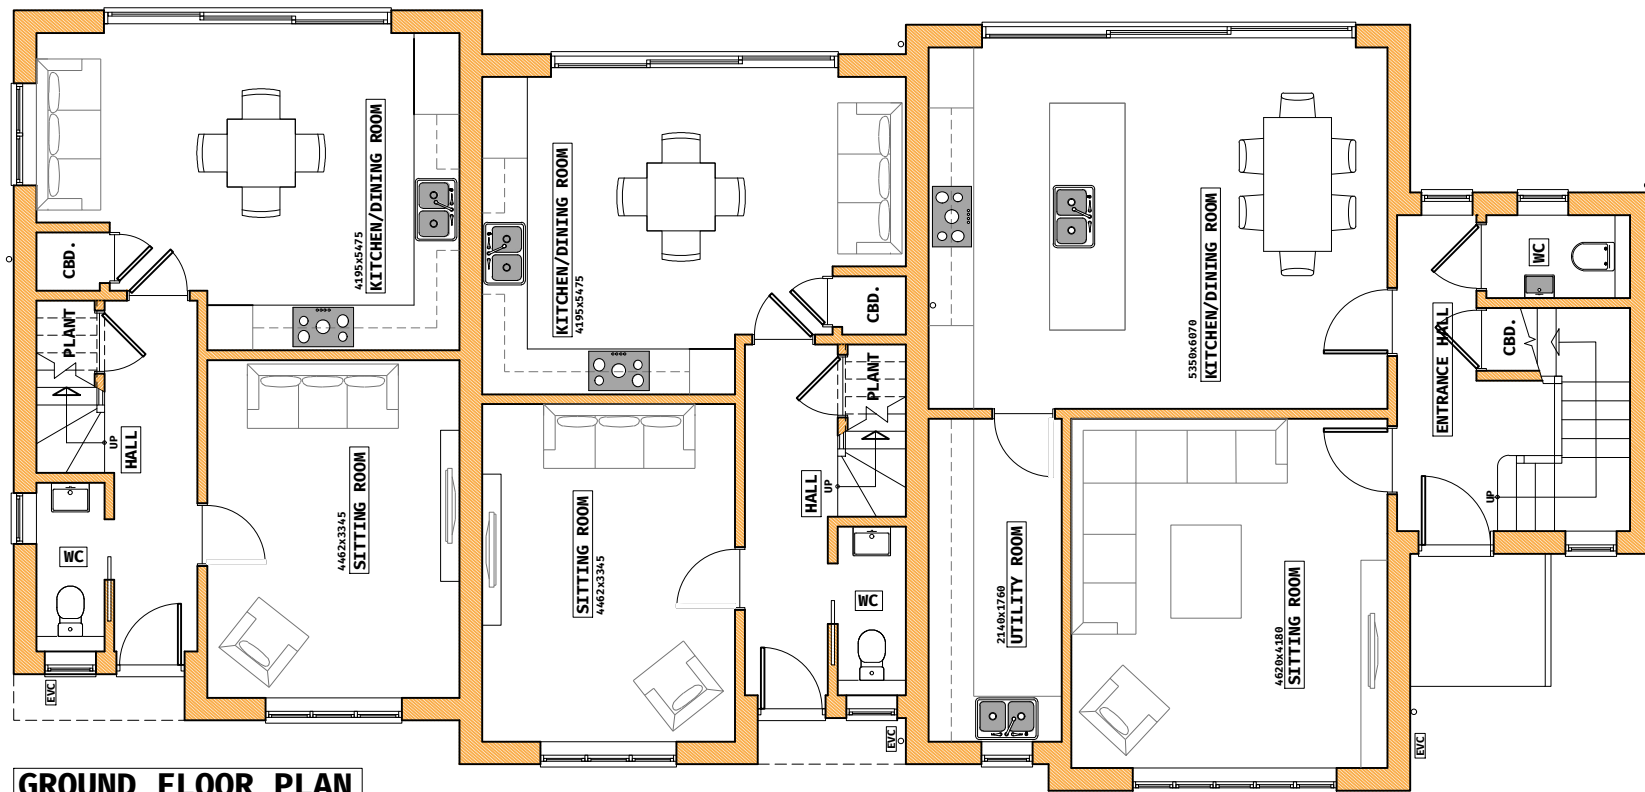 KITCHEN/DINING ROOM
4195x5475
CBD.
PLANT
UP
HALL
WC
EVC
4462x3345
SITTING ROOM
KITCHEN/DINING ROOM
4195x5475
CBD.
PLANT
UP
HALL
WC
EVC
SITTING ROOM
4462x3345
5350x6070
KITCHEN/DINING ROOM
2140x1760
UTILITY ROOM
4620x4180
SITTING ROOM
ENTRANCE HALL
WC
CBD.
UP
EVC
GROUND FLOOR PLAN